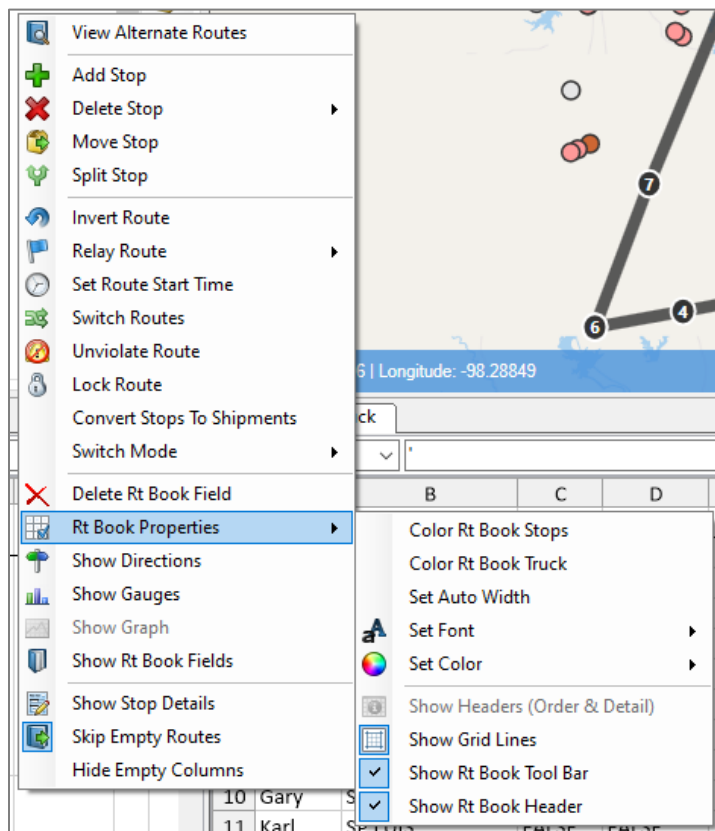 View Alternate Routes
Add Stop
Delete Stop
Move Stop
Split Stop
Invert Route
Relay Route
Set Route Start Time
Switch Routes
Unviolate Route
Lock Route
Convert Stops To Shipments
Switch Mode
Delete Rt Book Field
Rt Book Properties
Show Directions
Show Gauges
Show Graph
Show Rt Book Fields
Show Stop Details
Skip Empty Routes
Hide Empty Columns
7
4
6
6 | Longitude: -98.28849
ck
'
B C D
Color Rt Book Stops
Color Rt Book Truck
Set Auto Width
Set Font
Set Color
Show Headers (Order & Detail)
Show Grid Lines
Show Rt Book Tool Bar
Show Rt Book Header
10 Gary S
11 Karl